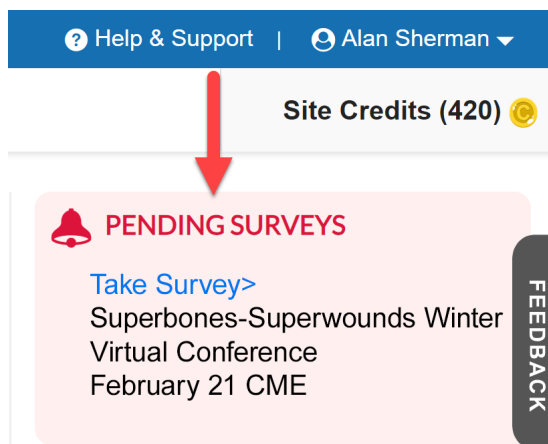 Help & Support | Alan Sherman
Site Credits (420)
PENDING SURVEYS
Take Survey>
Superbones-Superwounds Winter
Virtual Conference
February 21 CME
FEEDBACK